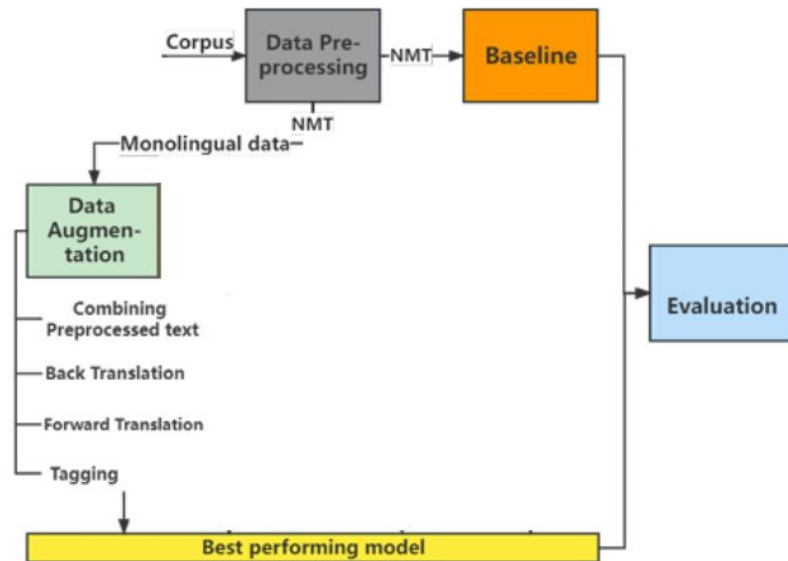 Corpus
Data Pre-
processing
NMT
Baseline
NMT
Monolingual data
Data
Augmen-
tation
Evaluation
Combining
Preprocessed text
Back Translation
Forward Translation
Tagging
Best performing model